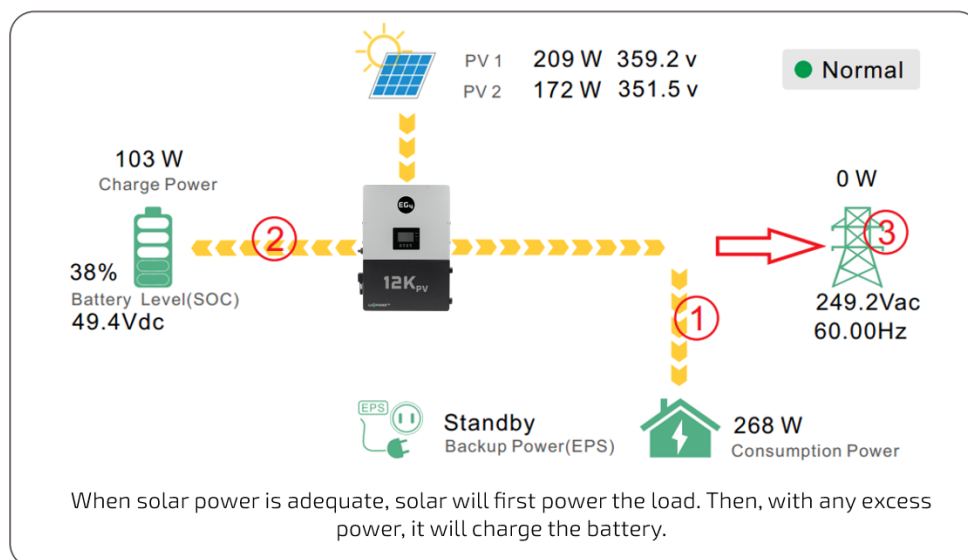 PV 1 209 W 359.2 v
PV 2 172 W 351.5 v
Normal
103 W
Charge Power
0 W
EG4
12K PV
38%
Battery Level(SOC)
49.4Vdc
2
3
249.2Vac
60.00Hz
1
EPS
Standby
Backup Power(EPS)
268 W
Consumption Power
When solar power is adequate, solar will first power the load. Then, with any excess
power, it will charge the battery.